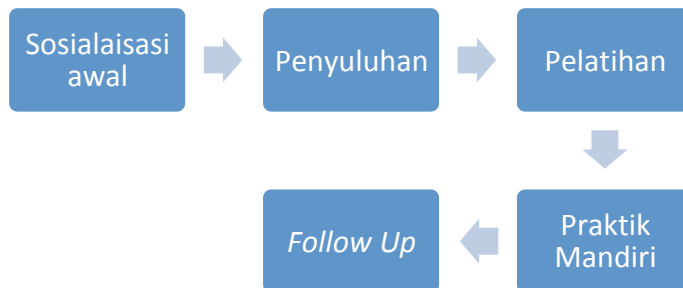 Sosialaisasi
awal
Penyuluhan
Pelatihan
Praktik
Mandiri
Follow Up